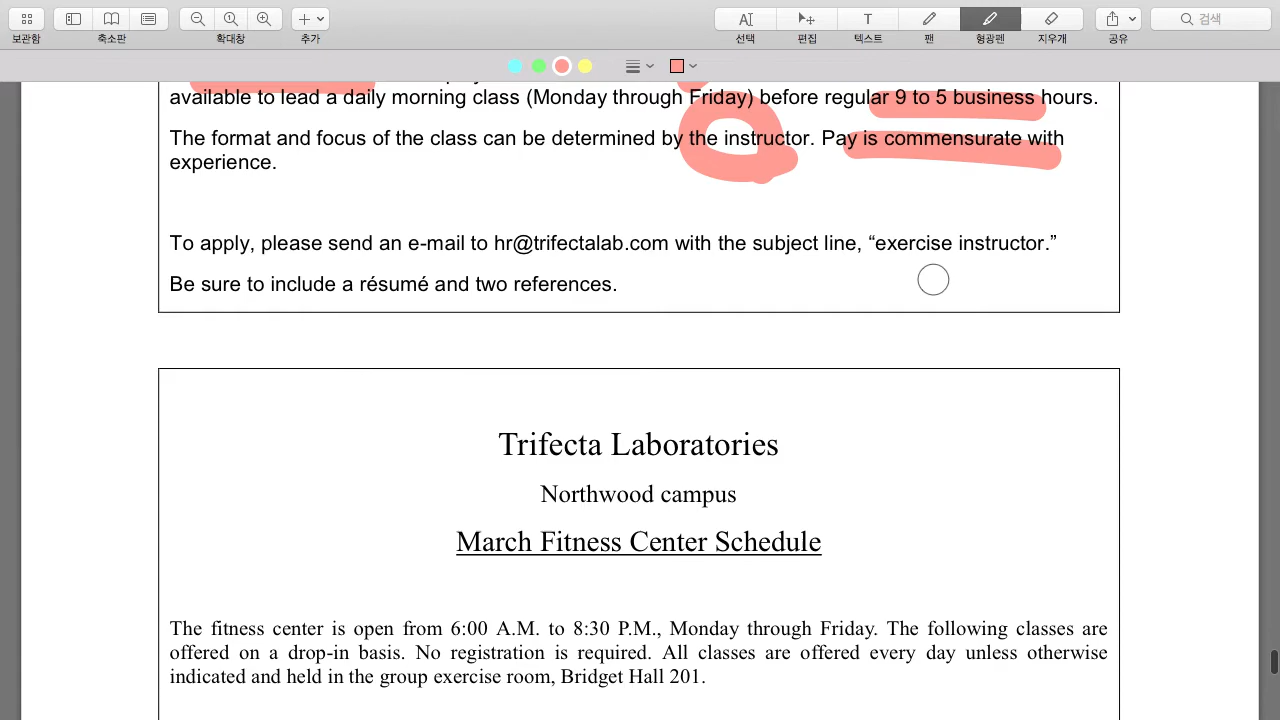 보관함
축소판
확대창
추가
선택
편집
T
텍스트
펜
형광펜
지우개
공유
검색
available to lead a daily morning class (Monday through Friday) before regular 9 to 5 business hours.
The format and focus of the class can be determined by the instructor. Pay is commensurate with
experience.
To apply, please send an e-mail to hr@trifectalab.com with the subject line, “exercise instructor.”
Be sure to include a résumé and two references.
Trifecta Laboratories
Northwood campus
March Fitness Center Schedule
The fitness center is open from 6:00 A.M. to 8:30 P.M., Monday through Friday. The following classes are
offered on a drop-in basis. No registration is required. All classes are offered every day unless otherwise
indicated and held in the group exercise room, Bridget Hall 201.